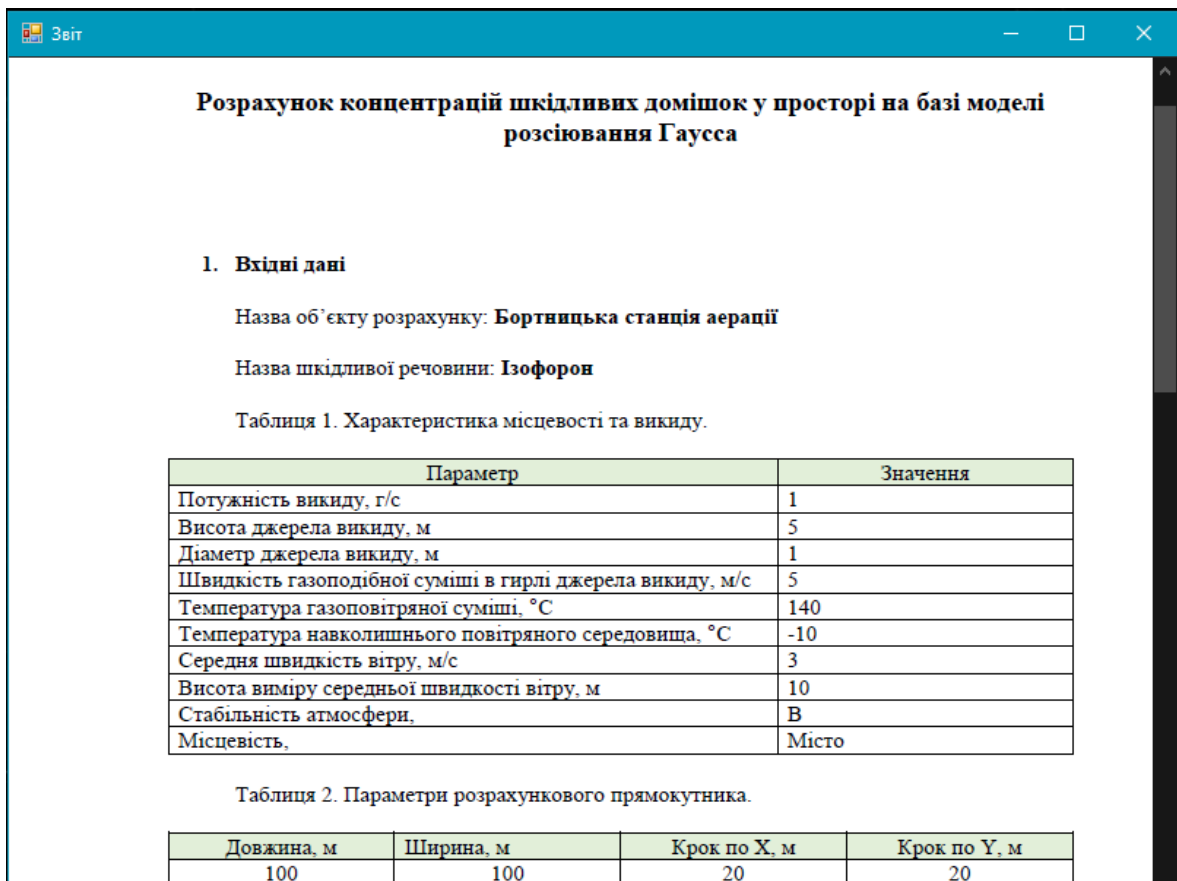 Звіт
Розрахунок концентрацій шкідливих домішок у просторі на базі моделі
розсіювання Гаусса
1. Вхідні дані
Назва об’єкту розрахунку: Бортницька станція аерації
Назва шкідливої речовини: Ізофорон
Таблиця 1. Характеристика місцевості та викиду.
Параметр Значення
Потужність викиду, г/с 1
Висота джерела викиду, м 5
Діаметр джерела викиду, м 1
Швидкість газоподібної суміші в гирлі джерела викиду, м/с 5
Температура газоповітряної суміші, °C 140
Температура навколишнього повітряного середовища, °C -10
Середня швидкість вітру, м/с 3
Висота виміру середньої швидкості вітру, м 10
Стабільність атмосфери, B
Місцевість, Місто
Таблиця 2. Параметри розрахункового прямокутника.
Довжина, м Ширина, м Крок по X, м Крок по Y, м
100 100 20 20